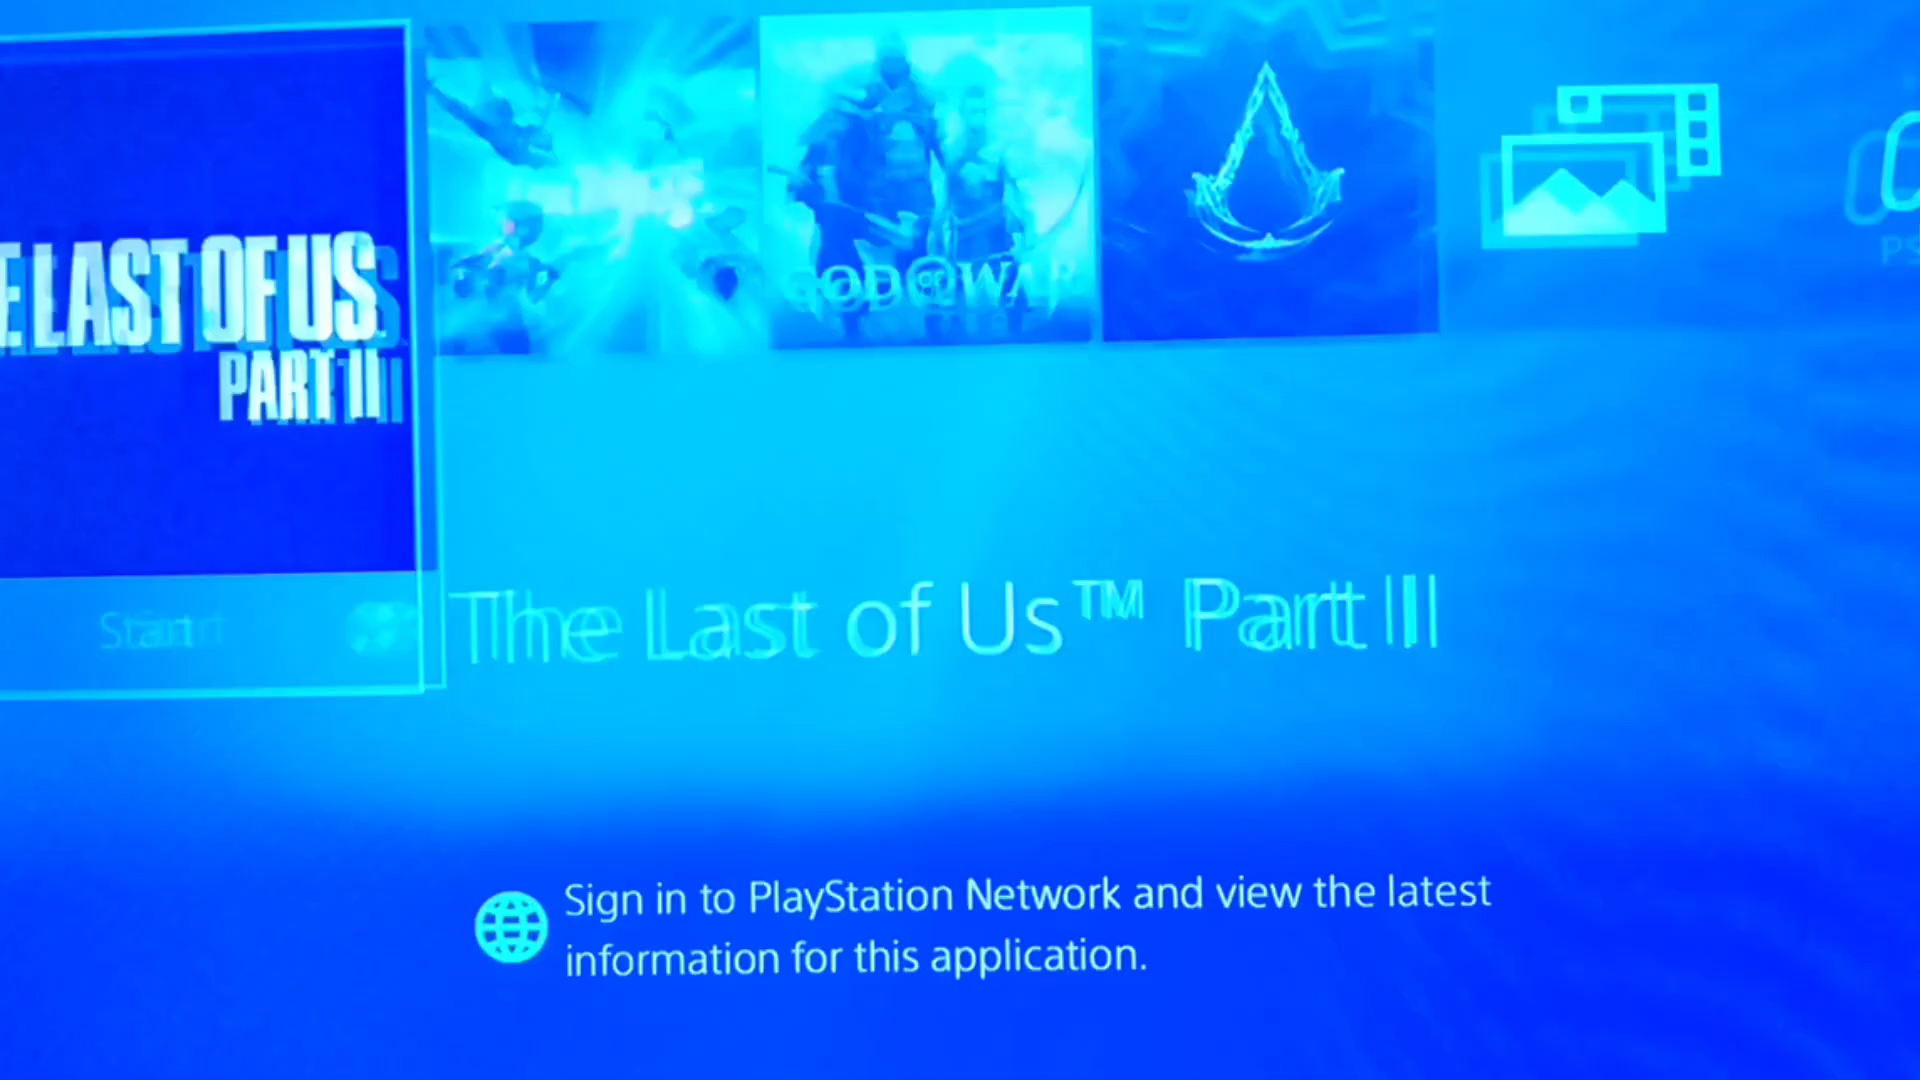 E LAST OF US
PART II
GOD OF WAR
PS
Start
The Last of Us™ Part II
Sign in to PlayStation Network and view the latest
information for this application.